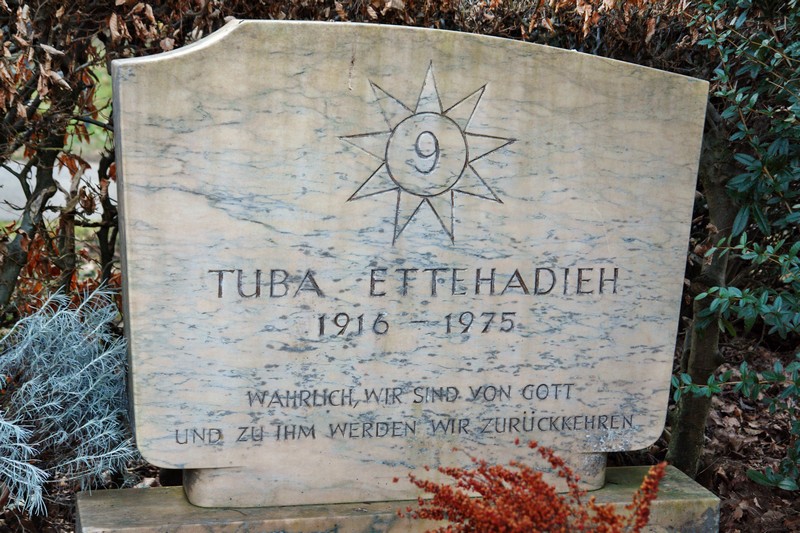 9
TUBA ETTEHADIEH
1916 – 1975
WAHRLICH, WIR SIND VON GOTT
UND ZU IHM WERDEN WIR ZURÜCKKEHREN